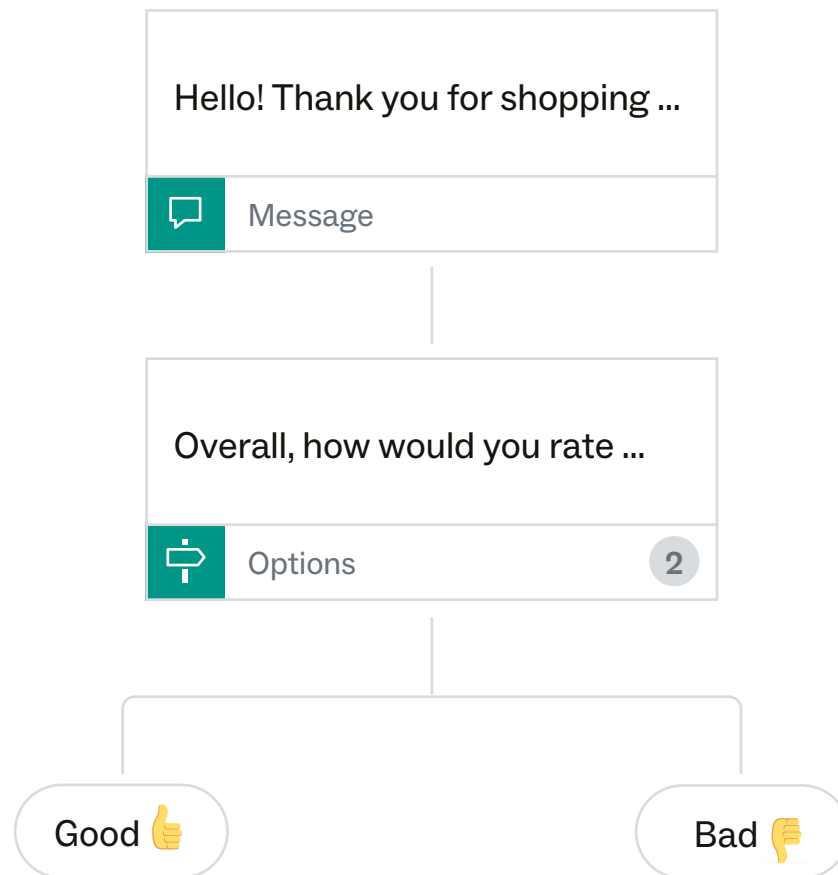 Hello! Thank you for shopping ...
Message
Overall, how would you rate ...
Options 2
Good 👍
Bad 👎